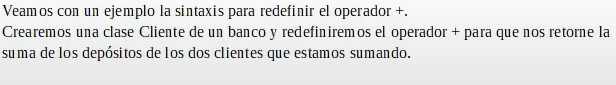 Veamos con un ejemplo la sintaxis para redefinir el operador +.
Crearemos una clase Cliente de un banco y redefiniremos el operador + para que nos retorne la
suma de los depósitos de los dos clientes que estamos sumando.